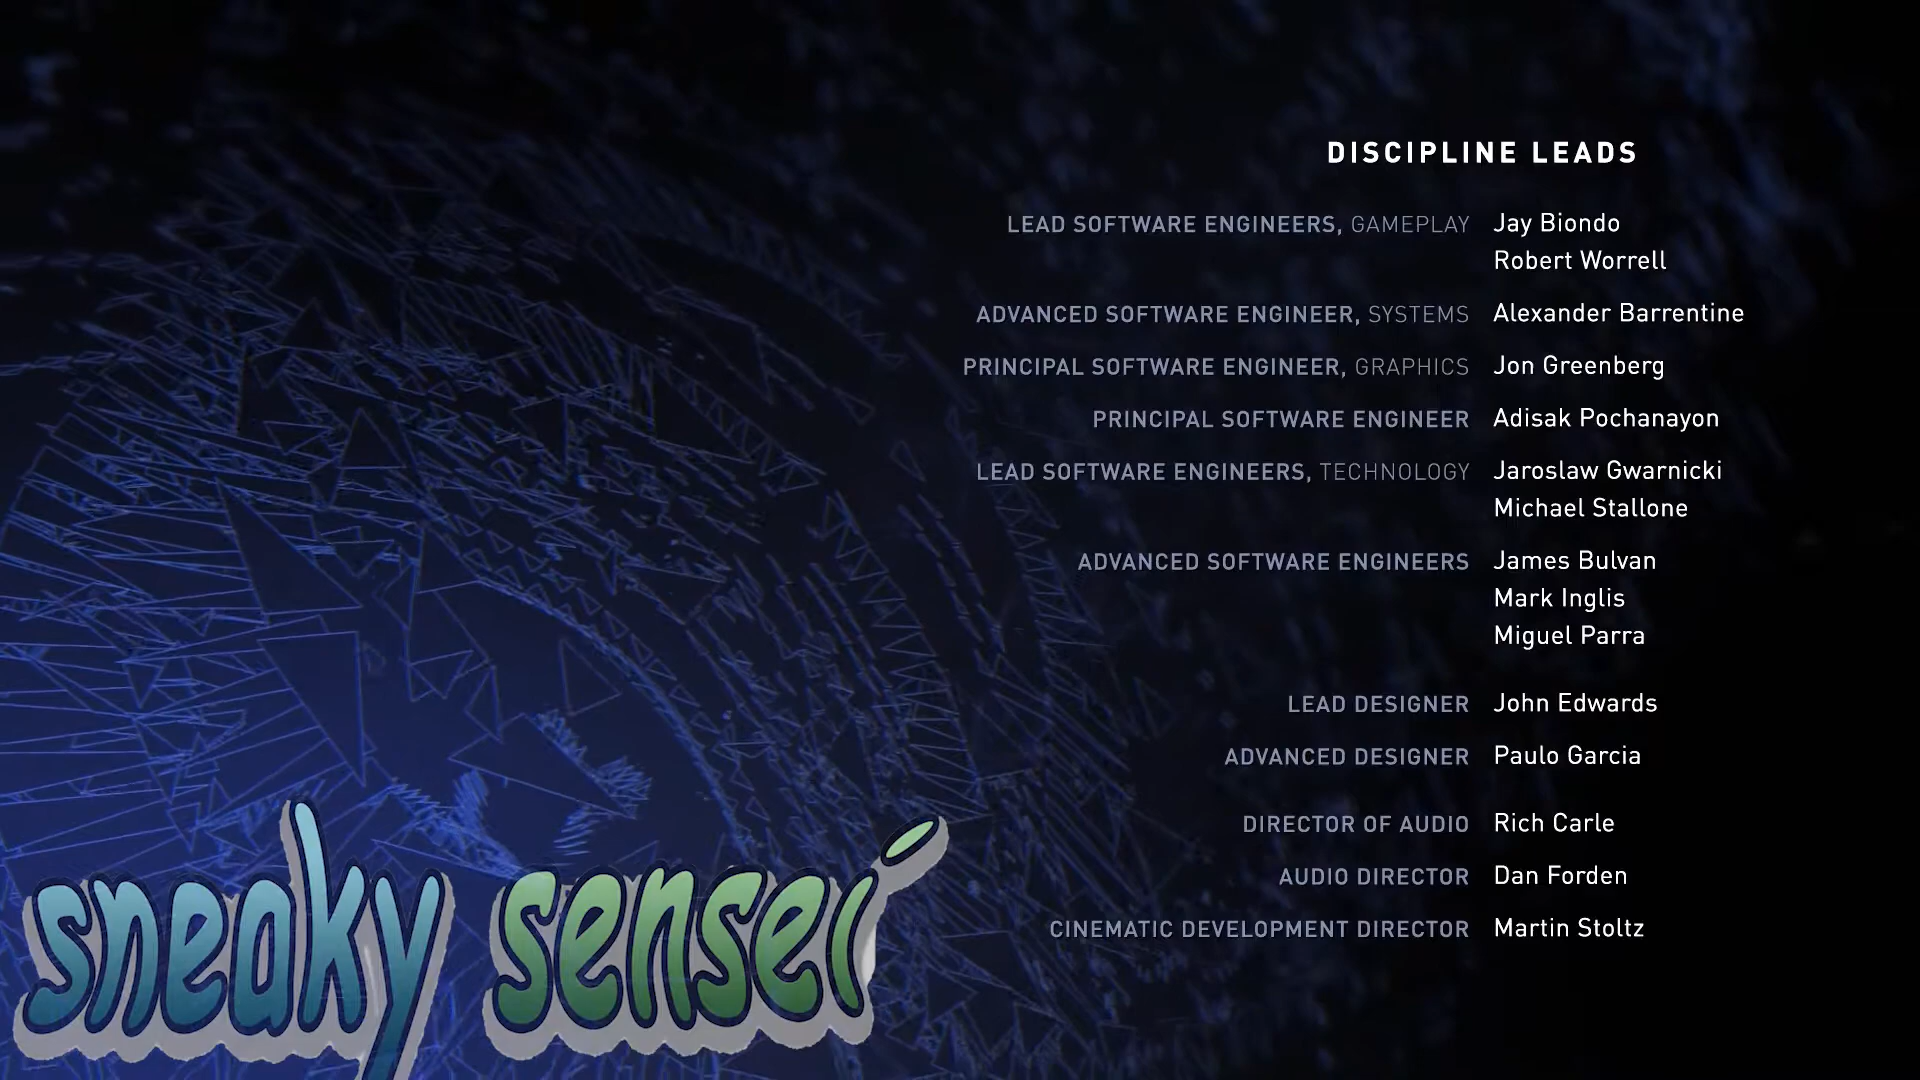 DISCIPLINE LEADS
LEAD SOFTWARE ENGINEERS, GAMEPLAY Jay Biondo
Robert Worrell
ADVANCED SOFTWARE ENGINEER, SYSTEMS Alexander Barrentine
PRINCIPAL SOFTWARE ENGINEER, GRAPHICS Jon Greenberg
PRINCIPAL SOFTWARE ENGINEER Adisak Pochanayon
LEAD SOFTWARE ENGINEERS, TECHNOLOGY Jaroslaw Gwarnicki
Michael Stallone
ADVANCED SOFTWARE ENGINEERS James Bulvan
Mark Inglis
Miguel Parra
LEAD DESIGNER John Edwards
ADVANCED DESIGNER Paulo Garcia
DIRECTOR OF AUDIO Rich Carle
AUDIO DIRECTOR Dan Forden
CINEMATIC DEVELOPMENT DIRECTOR Martin Stoltz
sneaky sensei